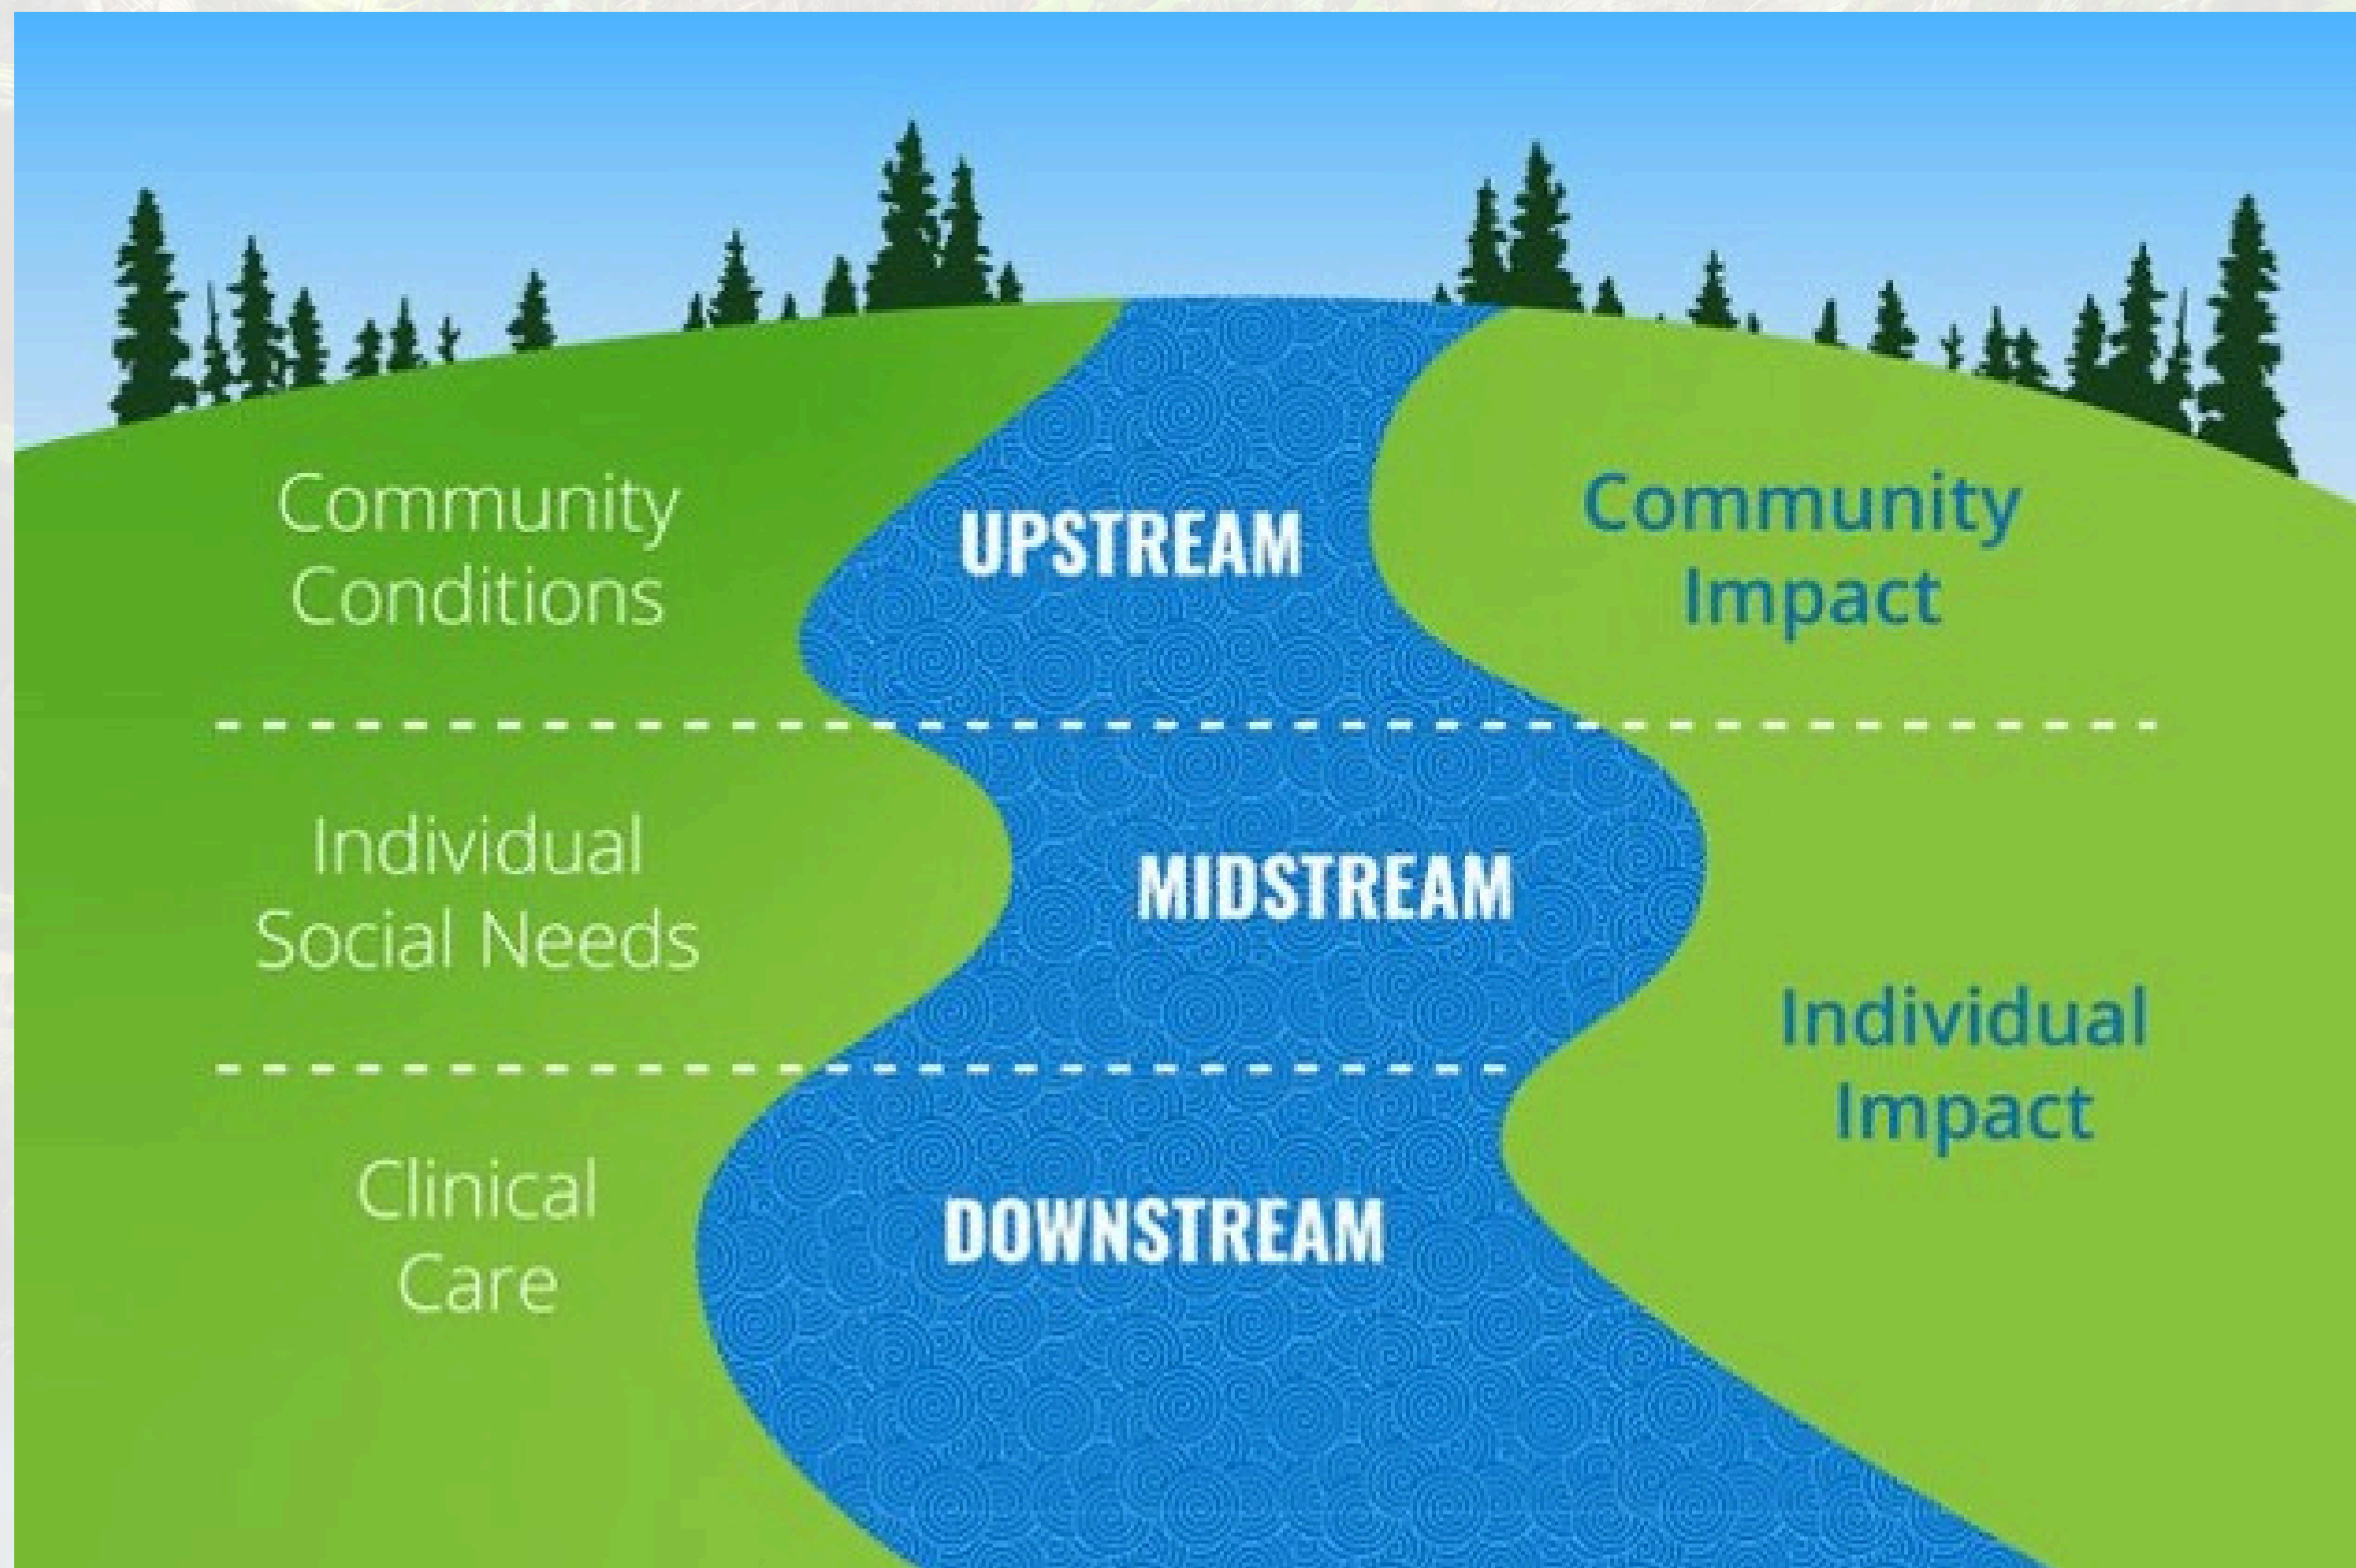 Community
Conditions
UPSTREAM
Community
Impact
Individual
Social Needs
MIDSTREAM
Individual
Impact
Clinical
Care
DOWNSTREAM